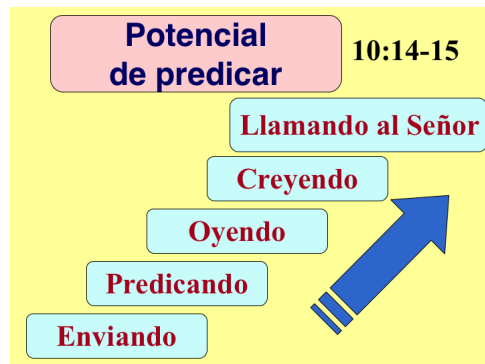 Potencial
de predicar
10:14-15
Llamando al Señor
Creyendo
Oyendo
Predicando
Enviando